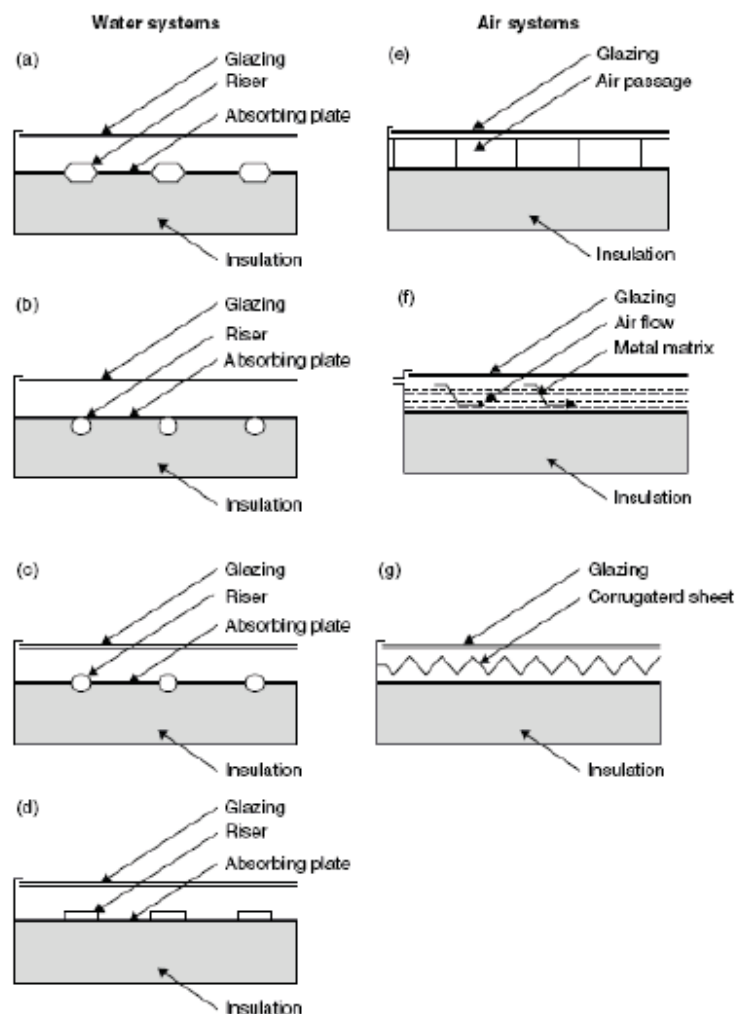 Water systems
(a)
Glazing
Riser
Absorbing plate
Insulation
(b)
Glazing
Riser
Absorbing plate
Insulation
(c)
Glazing
Riser
Absorbing plate
Insulation
(d)
Glazing
Riser
Absorbing plate
Insulation
Air systems
(e)
Glazing
Air passage
Insulation
(f)
Glazing
Air flow
Metal matrix
Insulation
(g)
Glazing
Corrugaterd sheet
Insulation